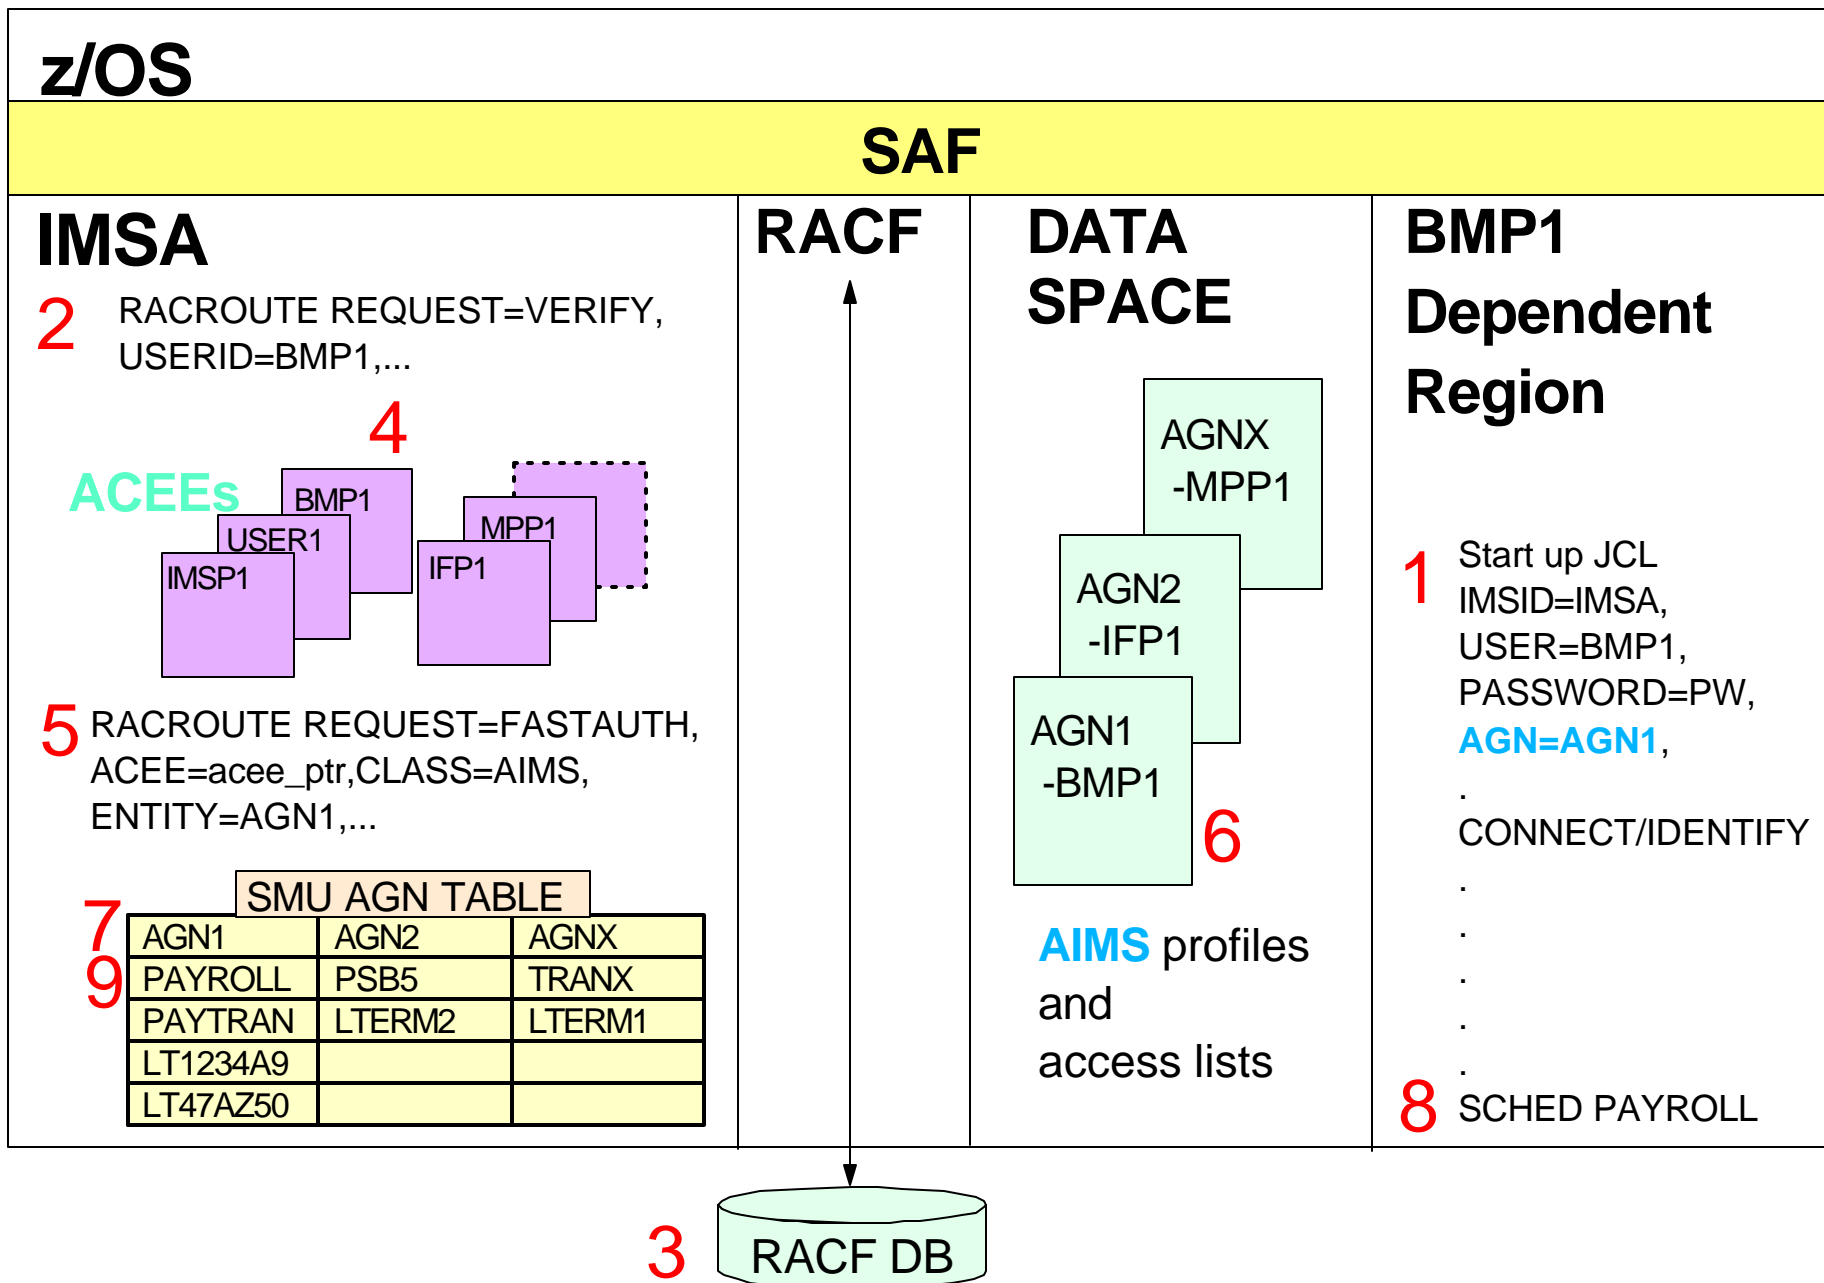 z/OS
SAF
IMSA
2
RACROUTE REQUEST=VERIFY,
USERID=BMP1,...
4
ACEEs
BMP1
USER1
IMSP1
MPP1
IFP1
5
RACROUTE REQUEST=FASTAUTH,
ACEE=acee_ptr,CLASS=AIMS,
ENTITY=AGN1,...
SMU AGN TABLE
7
AGN1 AGN2 AGNX
9
PAYROLL PSB5 TRANX
PAYTRAN LTERM2 LTERM1
LT1234A9
LT47AZ50
RACF
3
RACF DB
DATA
SPACE
AGNX
-MPP1
AGN2
-IFP1
AGN1
-BMP1
6
AIMS profiles
and
access lists
BMP1
Dependent
Region
1
Start up JCL
IMSID=IMSA,
USER=BMP1,
PASSWORD=PW,
AGN=AGN1,
.
CONNECT/IDENTIFY
.
.
.
.
.
8
SCHED PAYROLL